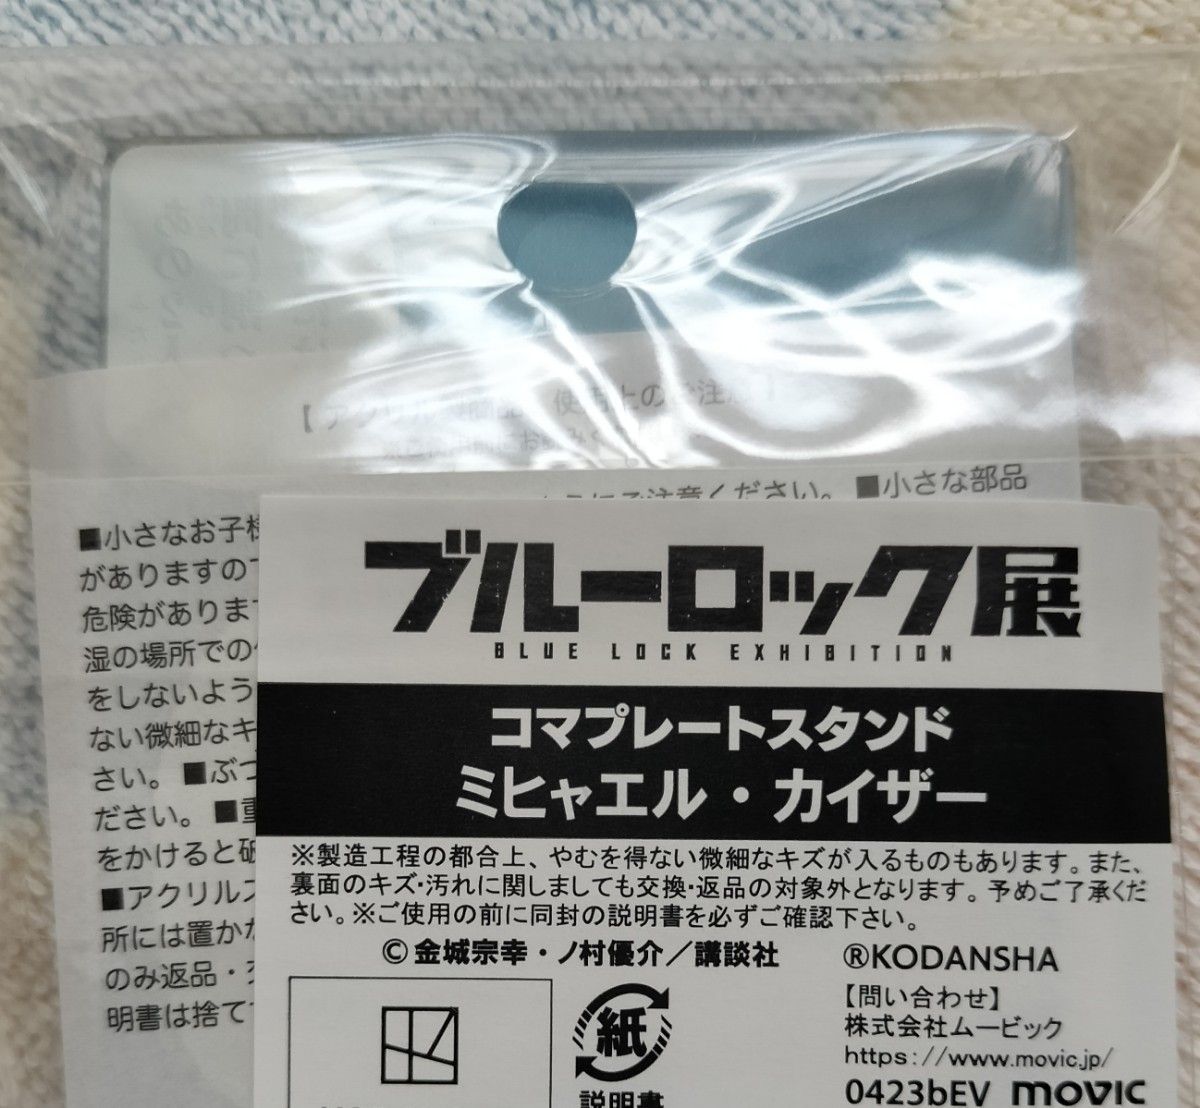 【アクリル製商品 使用上のご注意】
うにご注意ください。■小さな部品
■小さなお子様
がありますので
危険があります
湿の場所での
をしないよう
ない微細なキ
さい。■ぶつ
ださい。■重
をかけると破
■アクリルス
所には置かな
のみ返品・交
明書は捨て
ブルーロック展
BLUE LOCK EXHIBITION
コマプレートスタンド
ミヒャエル・カイザー
※製造工程の都合上、やむを得ない微細なキズが入るものもあります。また、
裏面のキズ・汚れに関しましても交換・返品の対象外となります。予めご了承くだ
さい。※ご使用の前に同封の説明書を必ずご確認下さい。
©金城宗幸・ノ村優介／講談社
®KODANSHA
【問い合わせ】
株式会社ムービック
https://www.movic.jp/
0423bEV movic
紙
説明書